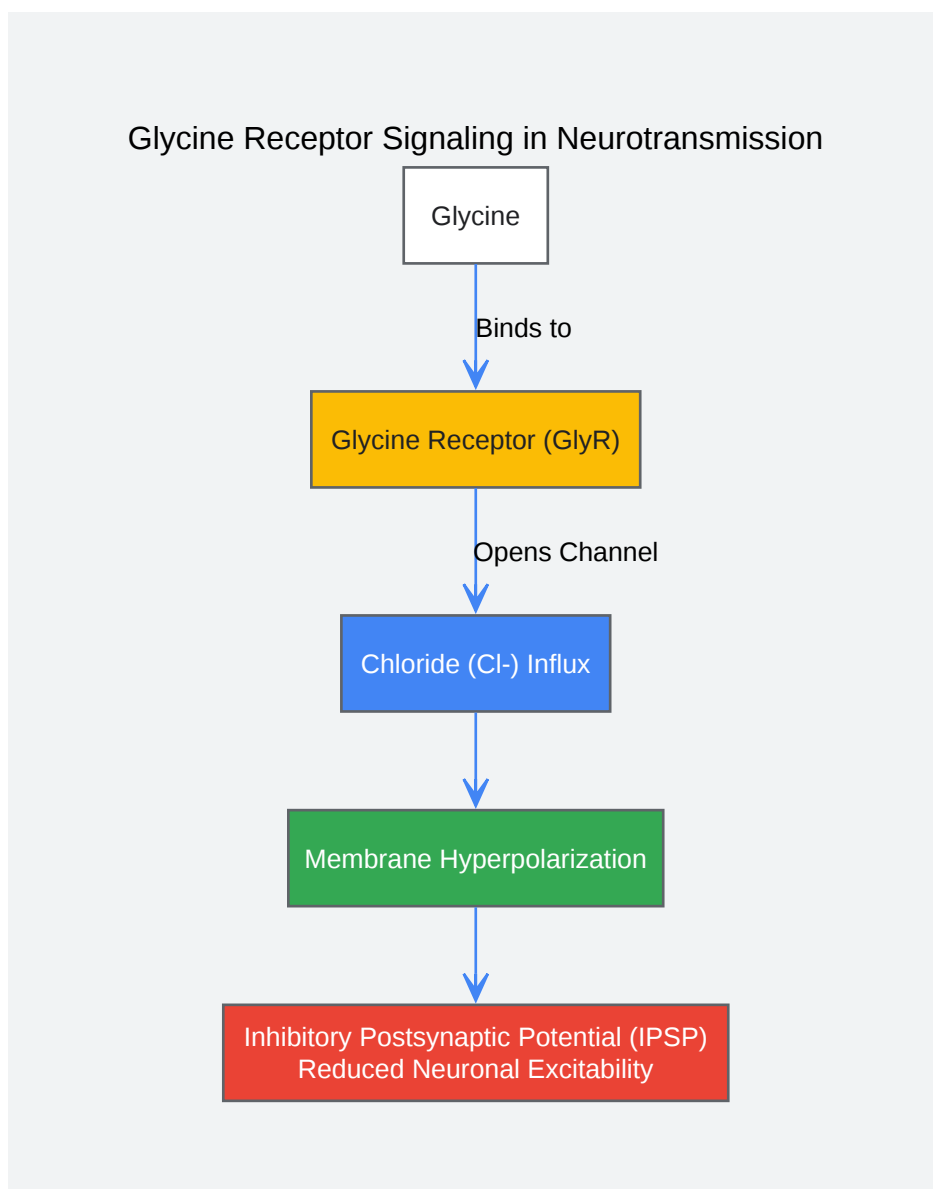 Glycine Receptor Signaling in Neurotransmission
Glycine
Binds to
Glycine Receptor (GlyR)
Opens Channel
Chloride (Cl-) Influx
Membrane Hyperpolarization
Inhibitory Postsynaptic Potential (IPSP)
Reduced Neuronal Excitability